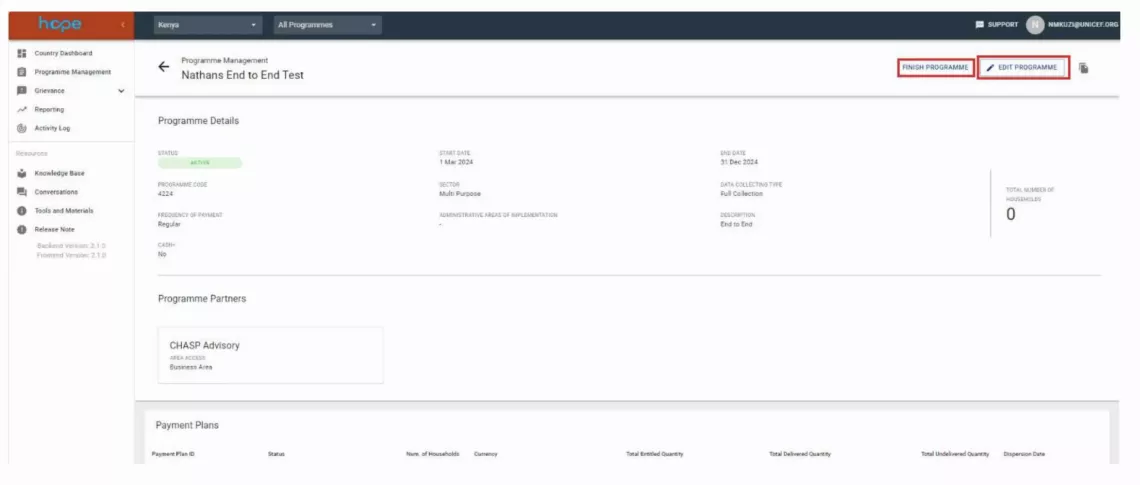 hope
Kenya
All Programmes
SUPPORT
N
NMKUZI@UNICEF.ORG
Country Dashboard
Programme Management
Grievance
Reporting
Activity Log
Resources
Knowledge Base
Conversations
Tools and Materials
Release Note
Backend Version: 2.1.0
Frontend Version: 2.1.0
Programme Management
Nathans End to End Test
FINISH PROGRAMME
EDIT PROGRAMME
Programme Details
STATUS
ACTIVE
START DATE
1 Mar 2024
END DATE
31 Dec 2024
PROGRAMME CODE
4224
SECTOR
Multi Purpose
DATA COLLECTING TYPE
Full Collection
FREQUENCY OF PAYMENT
Regular
ADMINISTRATIVE AREAS OF IMPLEMENTATION
-
DESCRIPTION
End to End
CASH+
No
TOTAL NUMBER OF
HOUSEHOLDS
0
Programme Partners
CHASP Advisory
AREA ACCESS
Business Area
Payment Plans
Payment Plan ID Status Num. of Households Currency Total Entitled Quantity Total Delivered Quantity Total Undelivered Quantity Dispersion Date